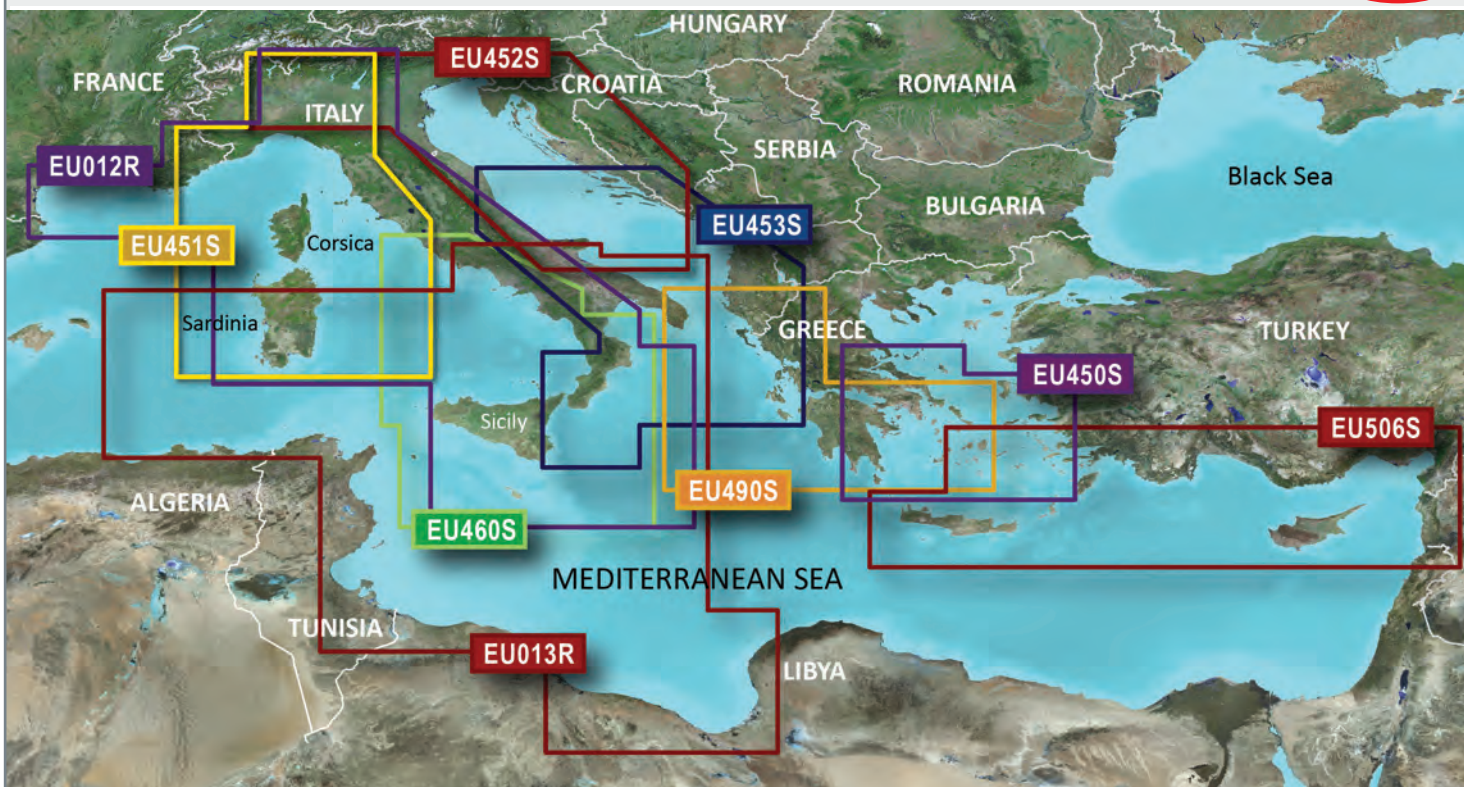 HUNGARY
EU452S
FRANCE
CROATIA
ROMANIA
ITALY
SERBIA
EU012R
Black Sea
BULGARIA
EU453S
EU451S
Corsica
Sardinia
GREECE
TURKEY
EU450S
Sicily
EU506S
EU490S
ALGERIA
EU460S
MEDITERRANEAN SEA
TUNISIA
EU013R
LIBYA